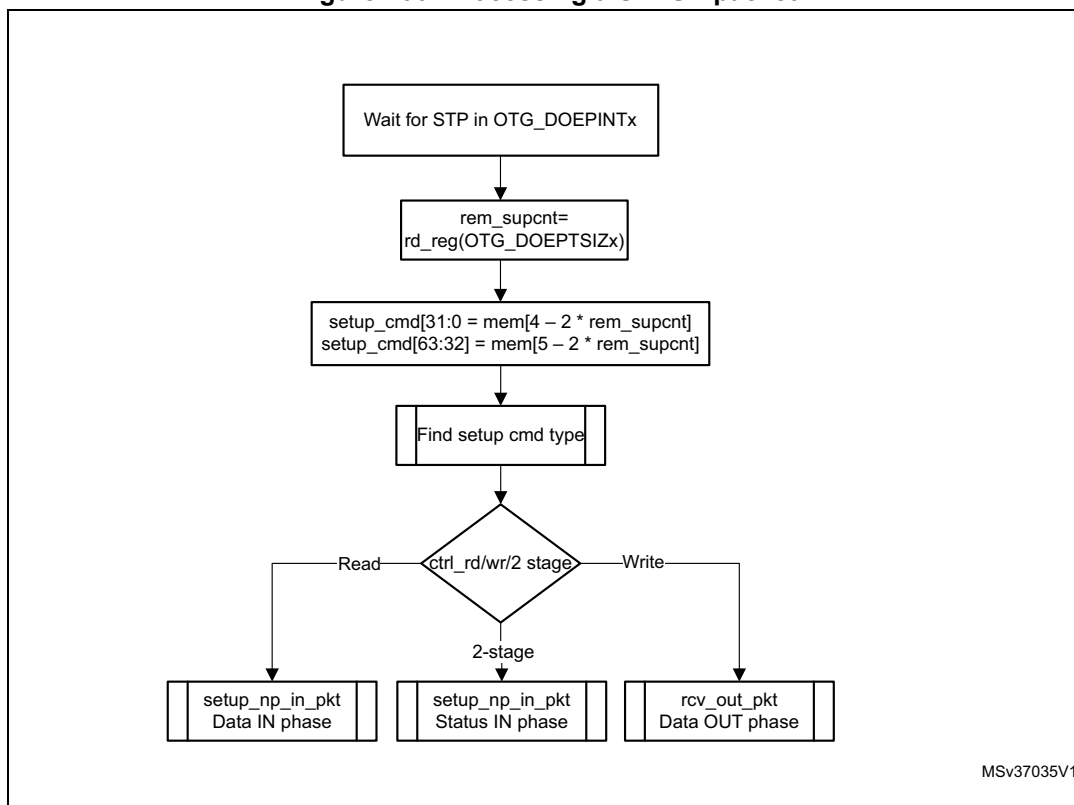 Wait for STP in OTG_DOEPINTx
rem_supcnt=
rd_reg(OTG_DOEPTSIZx)
setup_cmd[31:0 = mem[4 – 2 * rem_supcnt]
setup_cmd[63:32] = mem[5 – 2 * rem_supcnt]
Find setup cmd type
Read
ctrl_rd/wr/2 stage
Write
2-stage
setup_np_in_pkt
Data IN phase
setup_np_in_pkt
Status IN phase
rcv_out_pkt
Data OUT phase
MSv37035V1